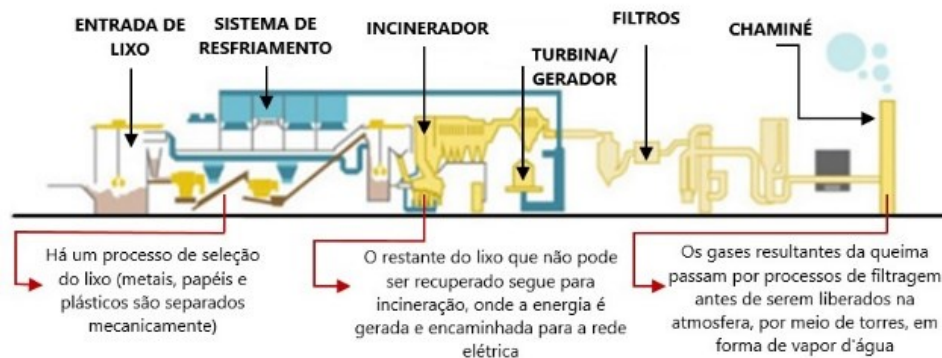 ENTRADA DE
LIXO
SISTEMA DE
RESFRIAMENTO
INCINERADOR
TURBINA/
GERADOR
FILTROS
CHAMINÉ
Há um processo de seleção
do lixo (metais, papéis e
plásticos são separados
mecanicamente)
O restante do lixo que não pode
ser recuperado segue para
incineração, onde a energia é
gerada e encaminhada para a rede
elétrica
Os gases resultantes da queima
passam por processos de filtragem
antes de serem liberados na
atmosfera, por meio de torres, em
forma de vapor d'água